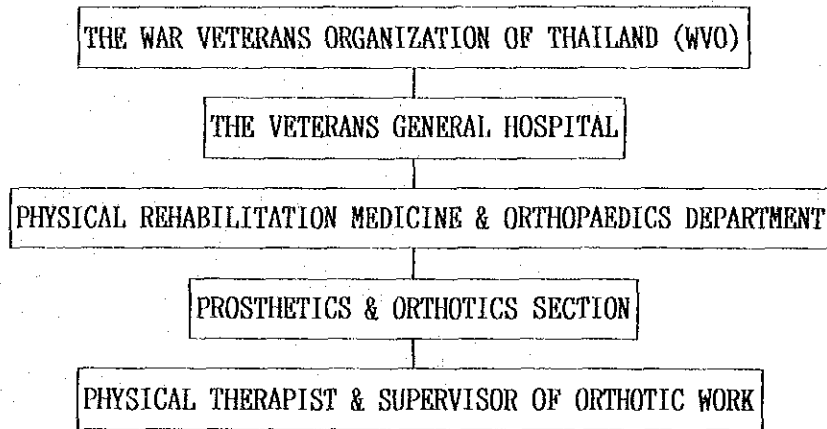 THE WAR VETERANS ORGANIZATION OF THAILAND (WVO)
THE VETERANS GENERAL HOSPITAL
PHYSICAL REHABILITATION MEDICINE & ORTHOPAEDICS DEPARTMENT
PROSTHETICS & ORTHOTICS SECTION
PHYSICAL THERAPIST & SUPERVISOR OF ORTHOTIC WORK